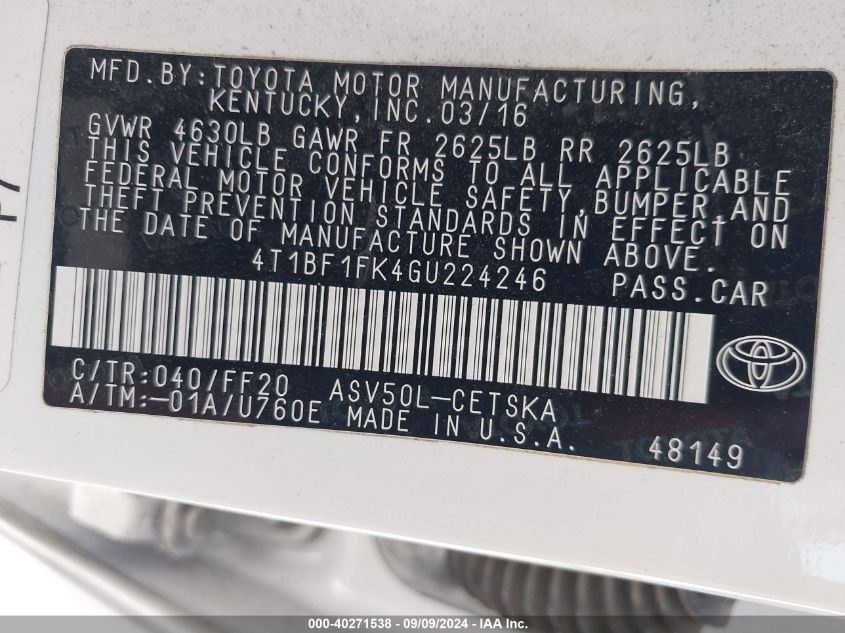 MFD.BY:TOYOTA MOTOR MANUFACTURING,
KENTUCKY,INC.03/16
GVWR 4630LB GAWR FR 2625LB RR 2625LB
THIS VEHICLE CONFORMS TO ALL APPLICABLE
FEDERAL MOTOR VEHICLE SAFETY,BUMPER,AND
THEFT PREVENTION STANDARDS IN EFFECT ON
THE DATE OF MANUFACTURE SHOWN ABOVE.
4T1BF1FK4GU224246 PASS.CAR
C/TR:040/FF20 ASV50L-CETSKA
A/TM:-01A/U760E MADE IN U.S.A. 48149
000-40271538 - 09/09/2024 - IAA Inc.